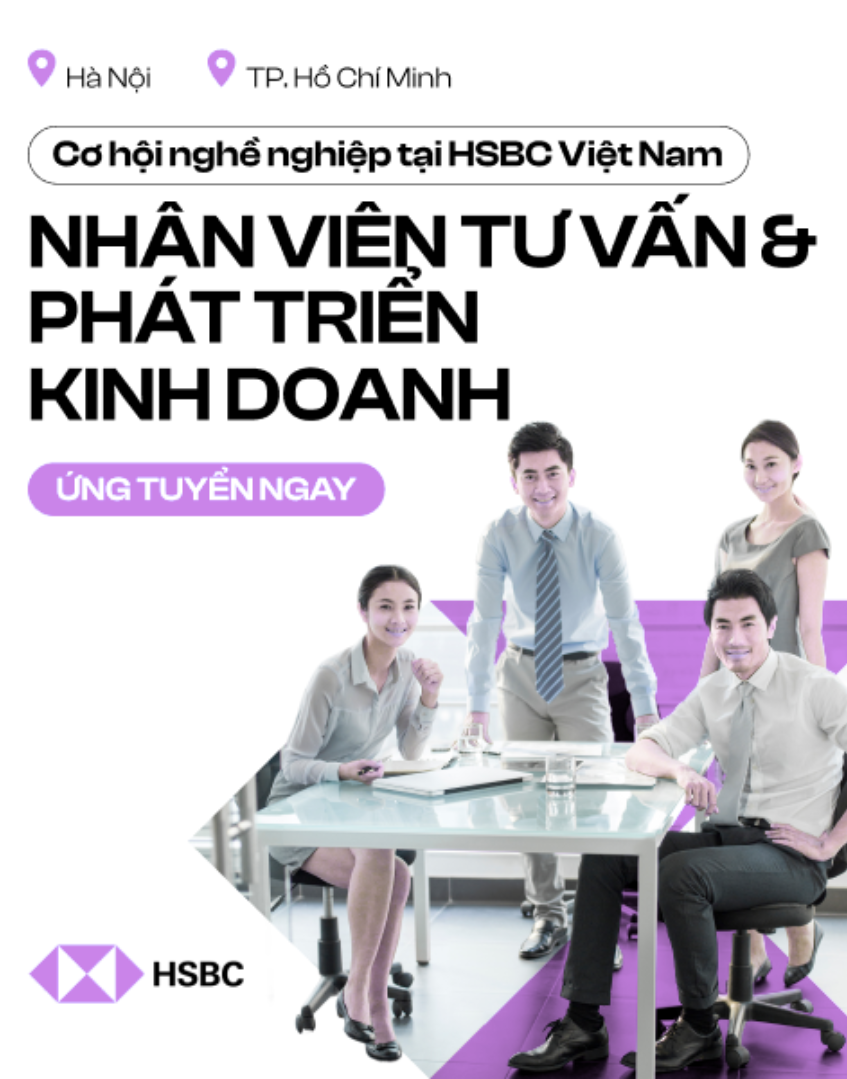 Hà Nội
TP. Hồ Chí Minh
Cơ hội nghề nghiệp tại HSBC Việt Nam
NHÂN VIÊN TƯ VẤN &
PHÁT TRIỂN
KINH DOANH
ỨNG TUYỂN NGAY
HSBC